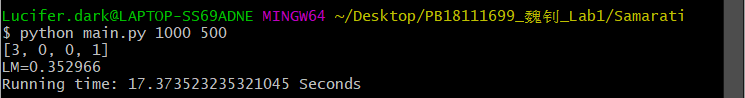 Lucifer.dark@LAPTOP-SS69ADNE MINGW64 ~/Desktop/PB18111699_魏钊_Lab1/Samarati
$ python main.py 1000 500
[3, 0, 0, 1]
LM=0.352966
Running time: 17.373523235321045 Seconds